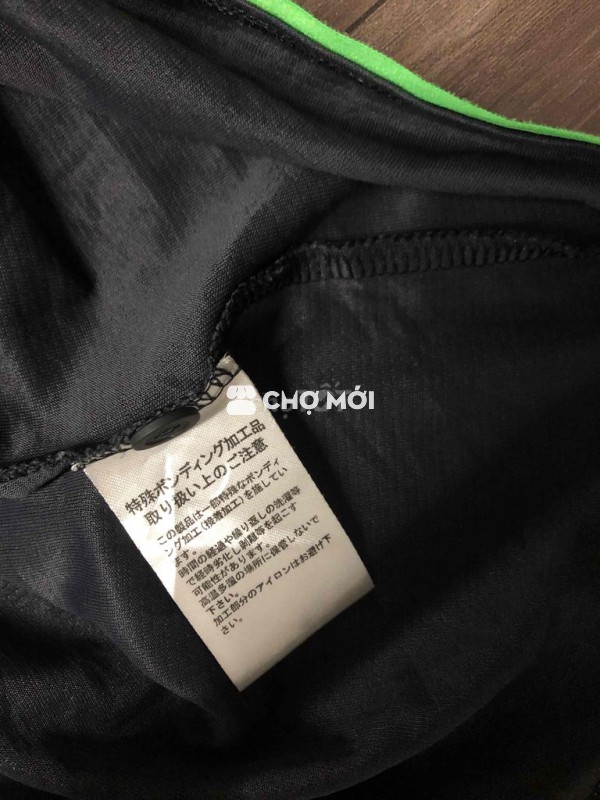 CHỢ MỚI
特殊ボンディング加工品
取り扱い上のご注意
この製品は一部特殊なボンディ
ング加工(接着加工)を施してい
ます。
時間の経過や繰り返しの洗濯等
で経時劣化し剥離等を起こす
可能性があります。
高温多湿の場所に保管しないで
下さい。
加工部分のアイロンはお避け下
さい。